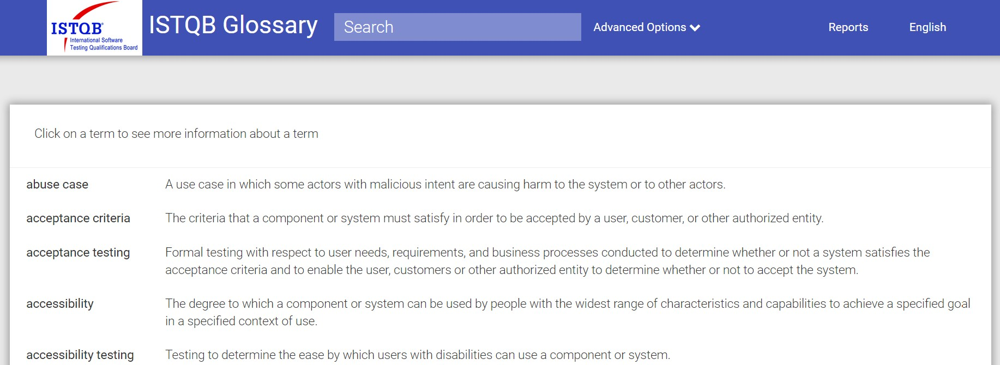 ISTQB®
International Software
Testing Qualifications Board
ISTQB Glossary
Search
Advanced Options
Reports
English
Click on a term to see more information about a term
abuse case
A use case in which some actors with malicious intent are causing harm to the system or to other actors.
acceptance criteria
The criteria that a component or system must satisfy in order to be accepted by a user, customer, or other authorized entity.
acceptance testing
Formal testing with respect to user needs, requirements, and business processes conducted to determine whether or not a system satisfies the
acceptance criteria and to enable the user, customers or other authorized entity to determine whether or not to accept the system.
accessibility
The degree to which a component or system can be used by people with the widest range of characteristics and capabilities to achieve a specified goal
in a specified context of use.
accessibility testing
Testing to determine the ease by which users with disabilities can use a component or system.